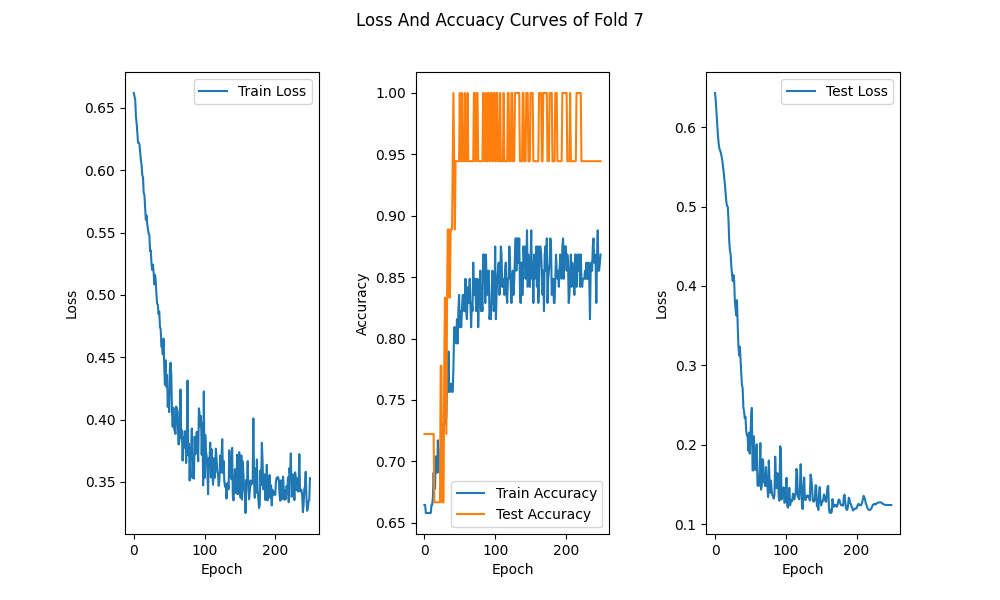 Loss And Accuacy Curves of Fold 7
Train Loss
0.65
0.60
0.55
0.50
0.45
0.40
0.35
0
100
200
Epoch
Loss
1.00
0.95
0.90
0.85
0.80
0.75
0.70
0.65
Train Accuracy
Test Accuracy
0
100
200
Epoch
Accuracy
Test Loss
0.6
0.5
0.4
0.3
0.2
0.1
0
100
200
Epoch
Loss